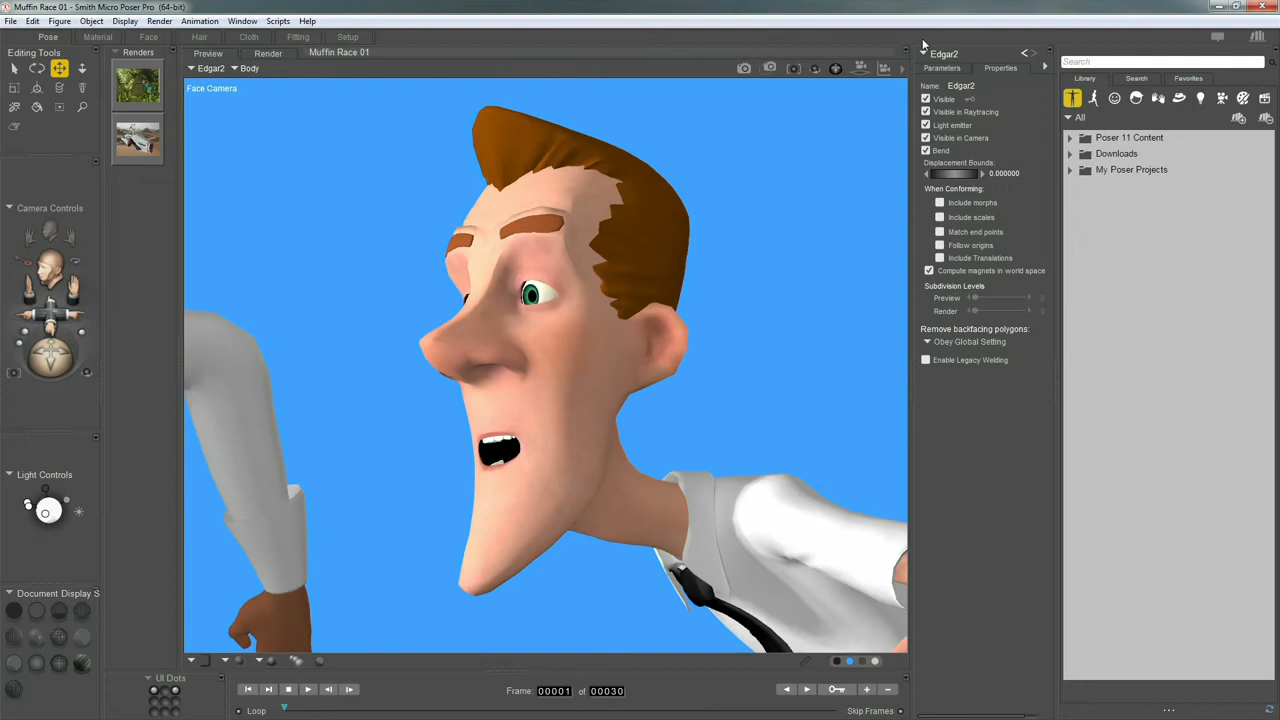 Muffin Race 01 - Smith Micro Poser Pro  (64-bit)
File Edit Figure Object Display Render Animation Window Scripts Help
Pose Material Face Hair Cloth Fitting Setup
Editing Tools
Renders
Preview Render Muffin Race 01
Edgar2 Body
Face Camera
Camera Controls
Light Controls
Document Display S
UI Dots
Frame: 00001 of 00030
Loop
Skip Frames
Edgar2
Parameters Properties
Name: Edgar2
Visible
Visible in Raytracing
Light emitter
Visible in Camera
Bend
Displacement Bounds:
0.000000
When Conforming:
Include morphs
Include scales
Match end points
Follow origins
Include Translations
Compute magnets in world space
Subdivision Levels
Preview 0
Render 0
Remove backfacing polygons:
Obey Global Setting
Enable Legacy Welding
Search
Library Search Favorites
All
Poser 11 Content
Downloads
My Poser Projects